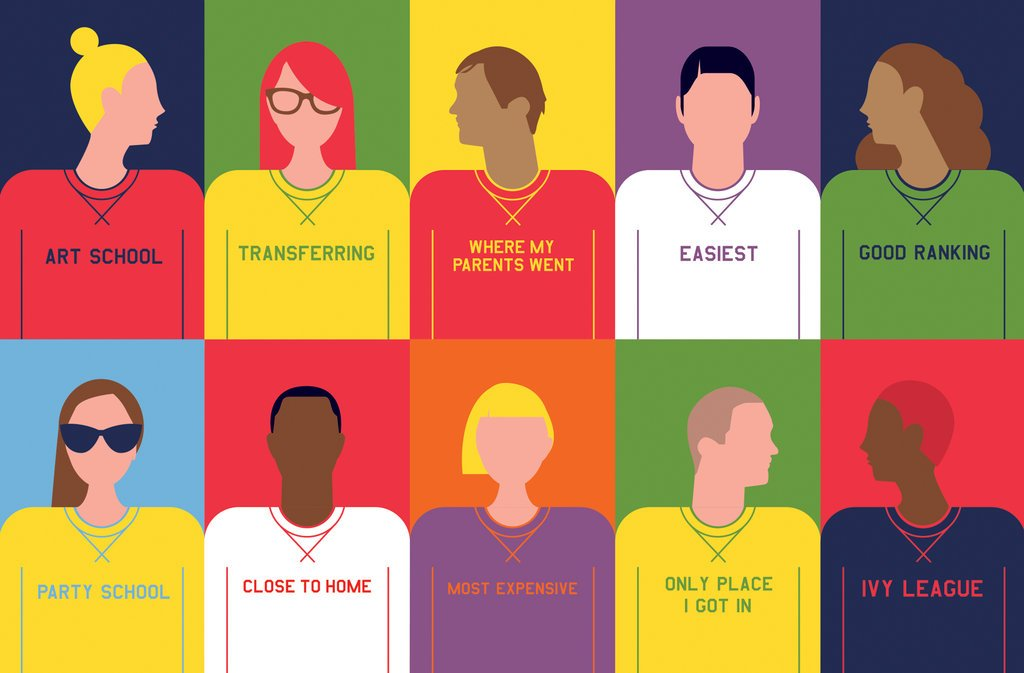 ART SCHOOL
TRANSFERRING
WHERE MY
PARENTS WENT
EASIEST
GOOD RANKING
PARTY SCHOOL
CLOSE TO HOME
MOST EXPENSIVE
ONLY PLACE
I GOT IN
IVY LEAGUE